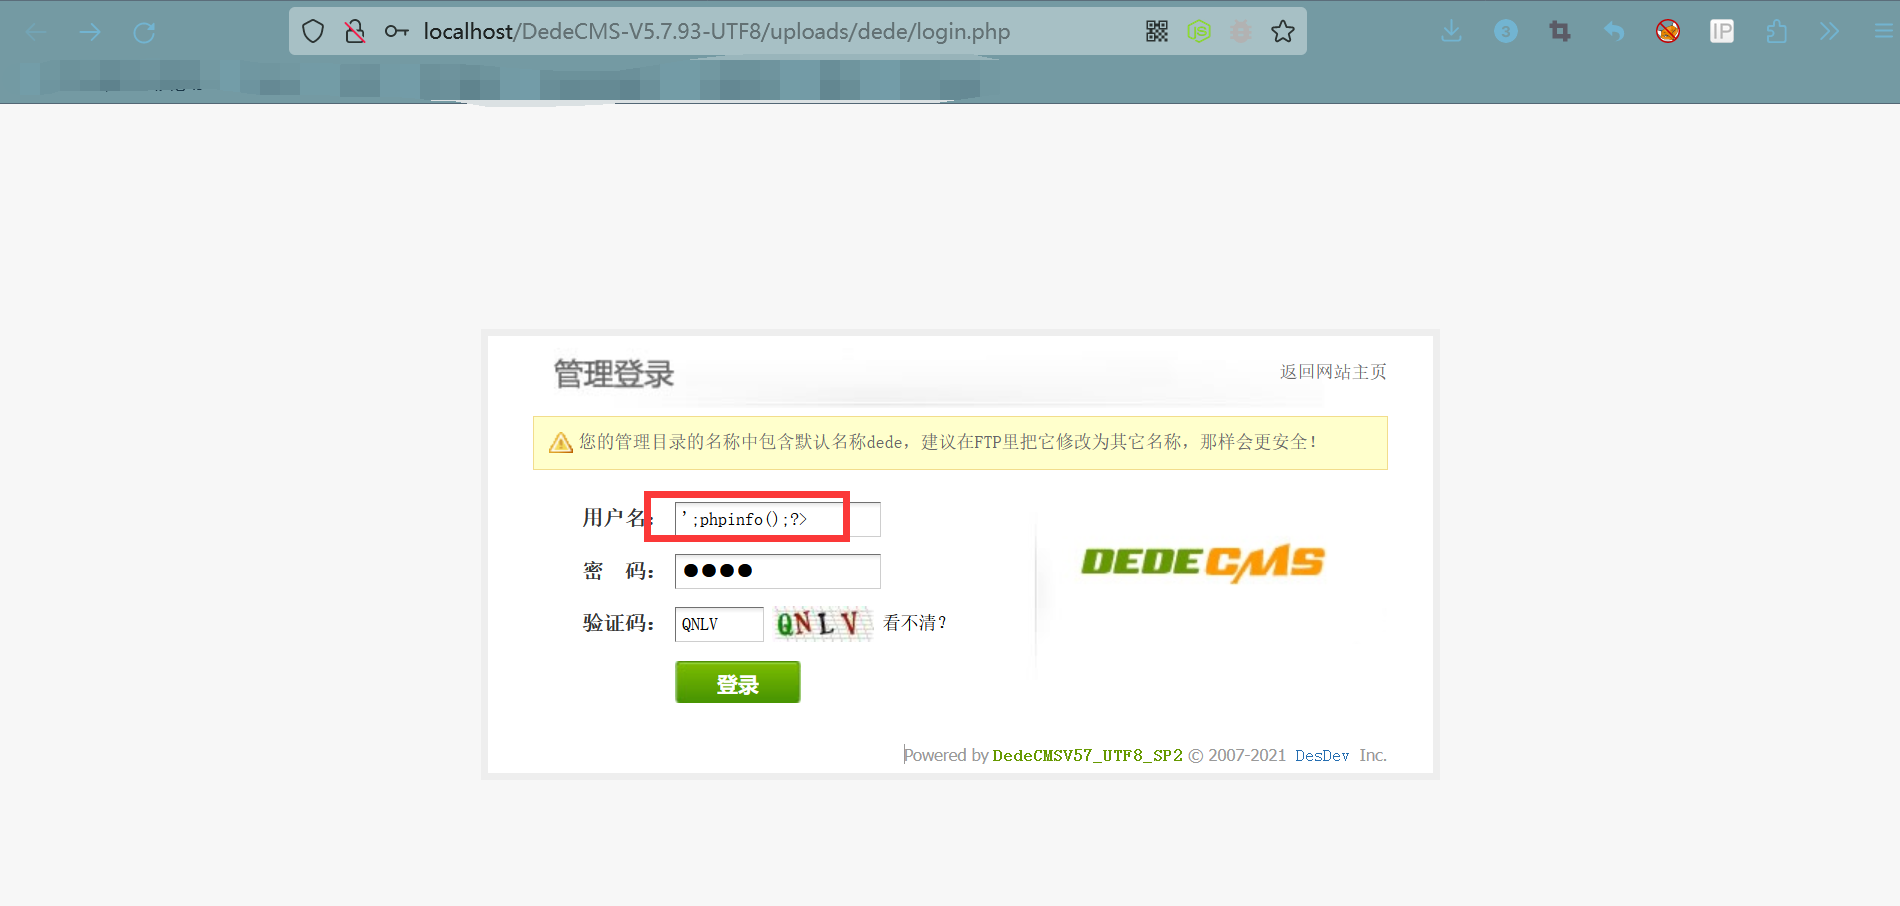 localhost/DedeCMS-V5.7.93-UTF8/uploads/dede/login.php
3
IP
管理登录
返回网站主页
您的管理目录的名称中包含默认名称dede，建议在FTP里把它修改为其它名称，那样会更安全！
用户名： ';phpinfo();?>
密 码： ●●●●
DEDECMS
验证码： QNLV QNLV 看不清？
登录
Powered by DedeCMSV57_UTF8_SP2 © 2007-2021 DesDev Inc.